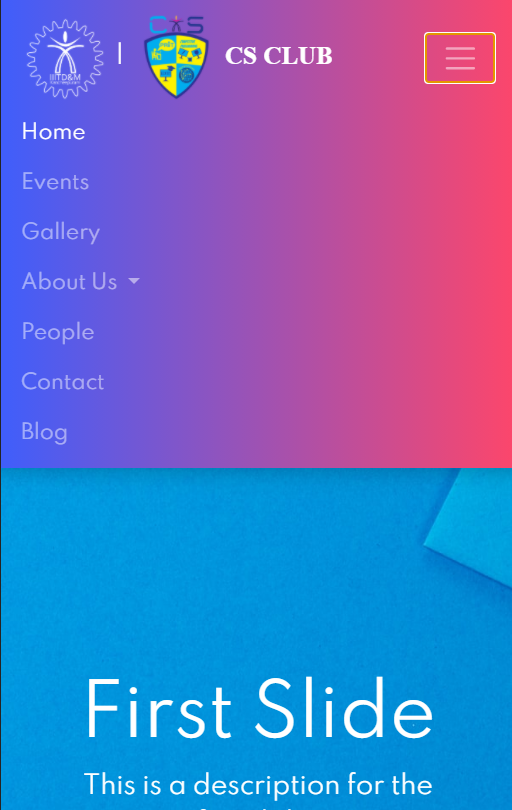 IIITD&M
|
CS
CS CLUB
Home
Events
Gallery
About Us
People
Contact
Blog
First Slide
This is a description for the